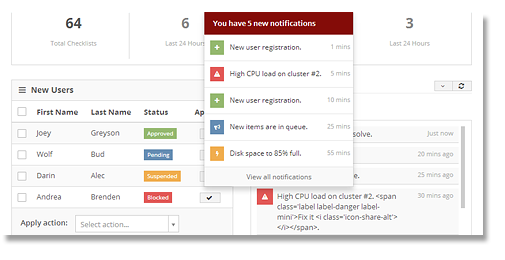 64
6
3
Total Checklists
Last 24 Hours
Last 24 Hours
You have 5 new notifications
New user registration. 1 mins
High CPU load on cluster #2. 5 mins
New user registration. 10 mins
New items are in queue. 25 mins
Disk space to 85% full. 55 mins
View all notifications
New Users
First Name Last Name Status Ap
Joey Greyson Approved
Wolf Bud Pending
Darin Alec Suspended
Andrea Brenden Blocked
Apply action: Select action...
solve. Just now
20 mins ago
25 mins ago
High CPU load on cluster #2. <span 30 mins ago
class='label label-danger label-
mini'>Fix it <i class='icon-share-alt'>
</i></span>.